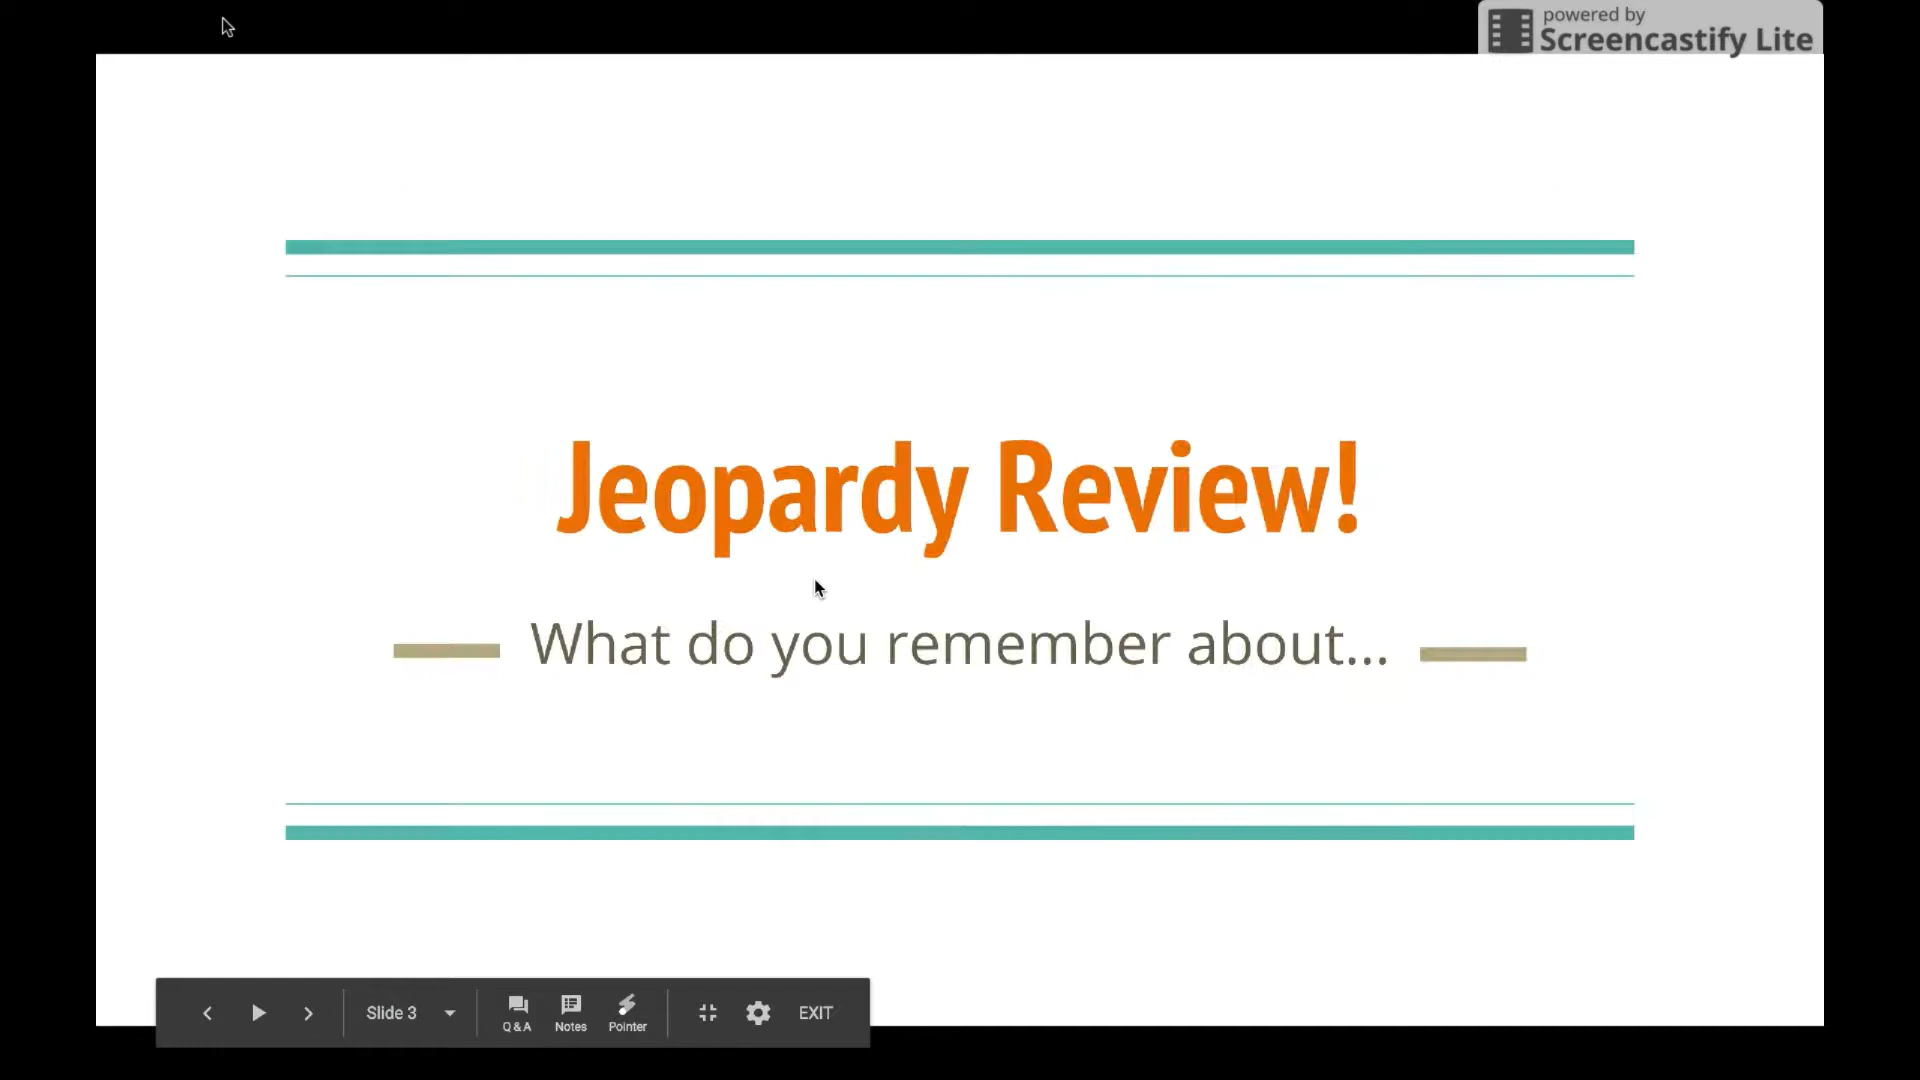 powered by
Screencastify Lite
Jeopardy Review!
What do you remember about...
Slide 3
Q & A
Notes
Pointer
EXIT